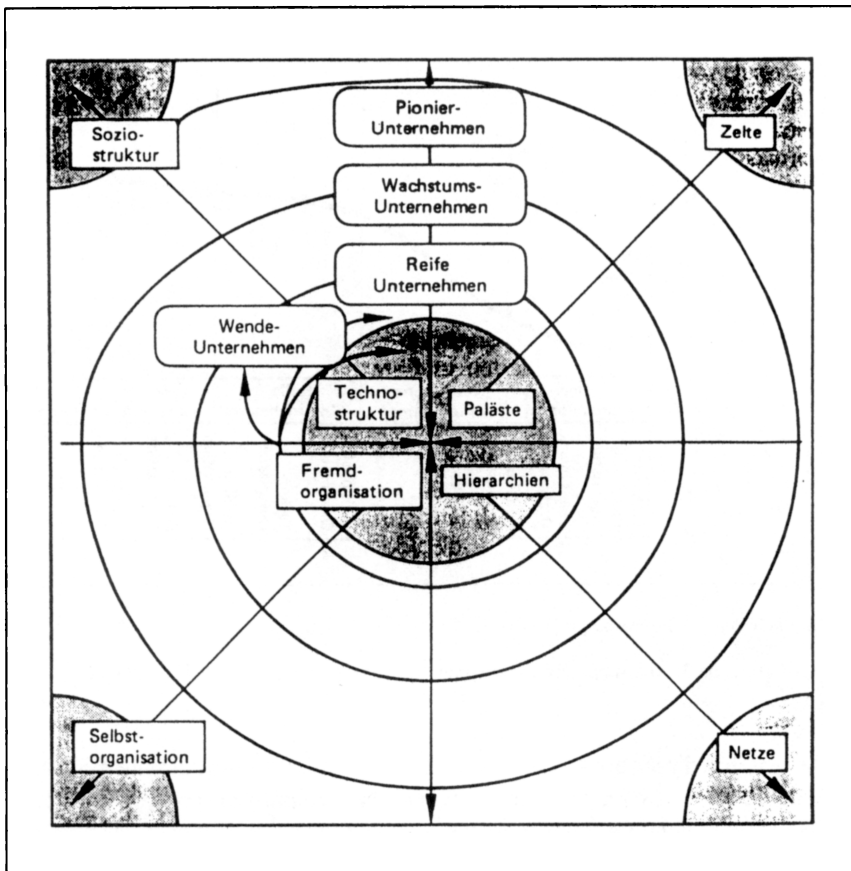 Pionier-
Unternehmen
Sozio-
struktur
Zelte
Wachstums-
Unternehmen
Reife
Unternehmen
Wende-
Unternehmen
Techno-
struktur
Paläste
Fremd-
organisation
Hierarchien
Selbst-
organisation
Netze